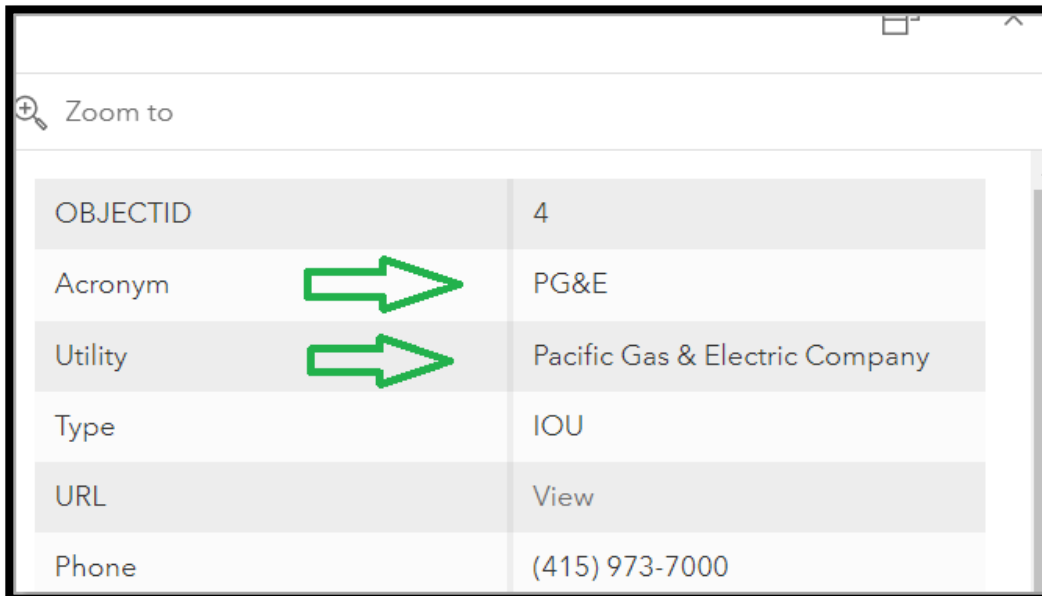 Zoom to
OBJECTID 4
Acronym PG&E
Utility Pacific Gas & Electric Company
Type IOU
URL View
Phone (415) 973-7000